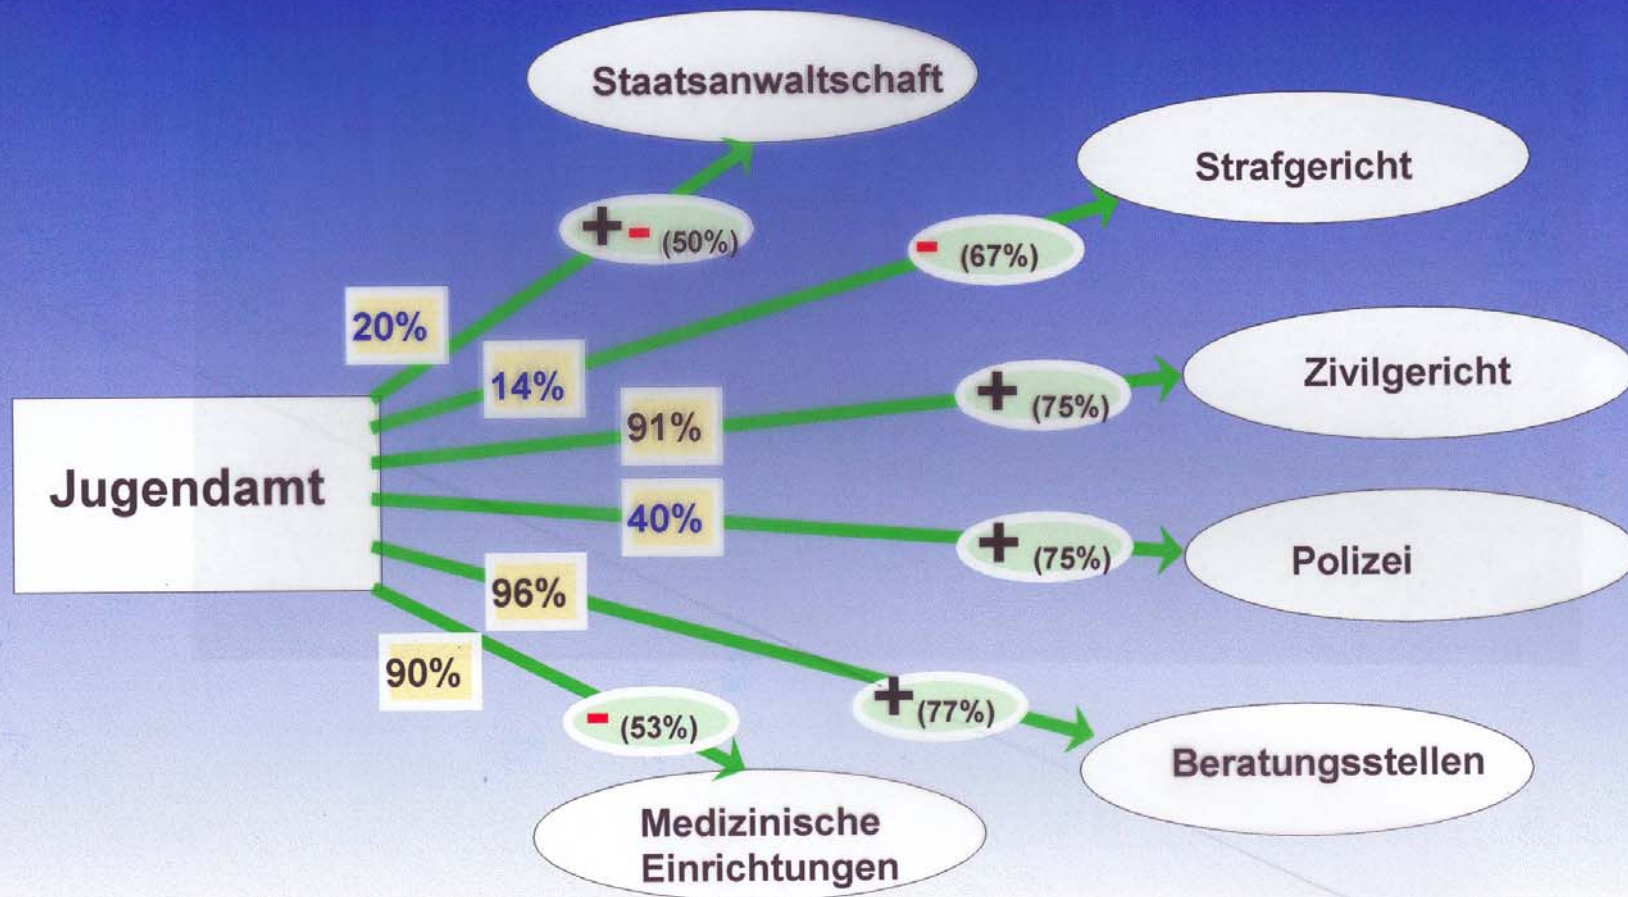 Staatsanwaltschaft
Strafgericht
+ - (50%)
- (67%)
20%
14%
Zivilgericht
+ (75%)
91%
Jugendamt
40%
+ (75%)
Polizei
96%
90%
+ (77%)
- (53%)
Beratungsstellen
Medizinische
Einrichtungen